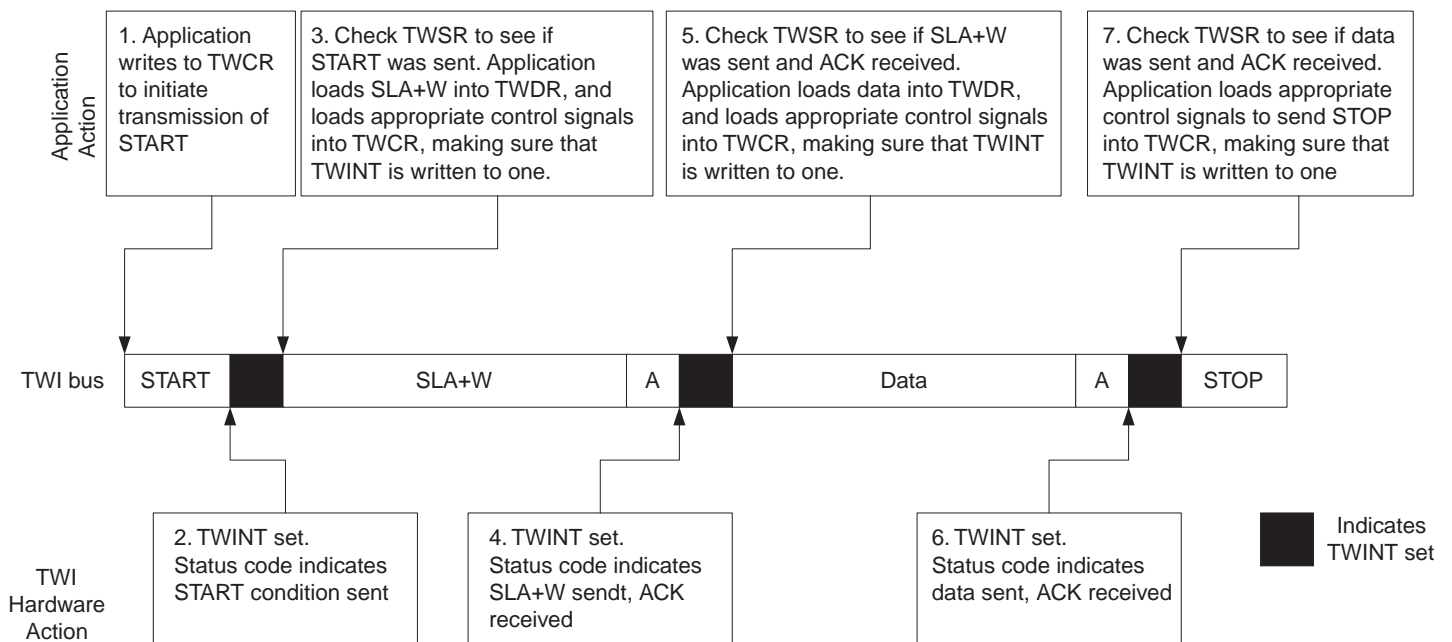 Application
Action
1. Application
writes to TWCR
to initiate
transmission of
START
3. Check TWSR to see if
START was sent. Application
loads SLA+W into TWDR, and
loads appropriate control signals
into TWCR, making sure that
TWINT is written to one.
5. Check TWSR to see if SLA+W
was sent and ACK received.
Application loads data into TWDR,
and loads appropriate control signals
into TWCR, making sure that TWINT
is written to one.
7. Check TWSR to see if data
was sent and ACK received.
Application loads appropriate
control signals to send STOP
into TWCR, making sure that
TWINT is written to one
TWI bus
START
SLA+W
A
Data
A
STOP
2. TWINT set.
Status code indicates
START condition sent
4. TWINT set.
Status code indicates
SLA+W sendt, ACK
received
6. TWINT set.
Status code indicates
data sent, ACK received
Indicates
TWINT set
TWI
Hardware
Action